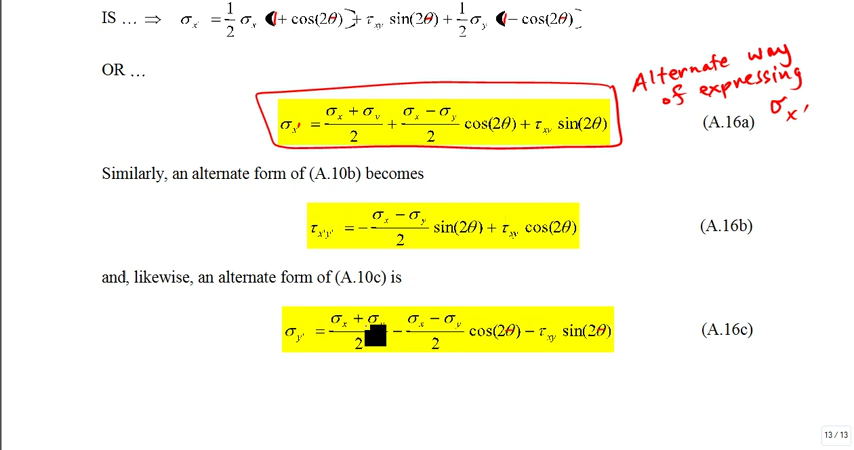 IS … ⇒ σx' = 1/2 σx (1 + cos(2θ)) + τxy sin(2θ) + 1/2 σy (1 − cos(2θ))
OR …
Alternate way
of expressing
σx'
σx' = (σx + σy)/2 + (σx − σy)/2 cos(2θ) + τxy sin(2θ) (A.16a)
Similarly, an alternate form of (A.10b) becomes
τx'y' = −(σx − σy)/2 sin(2θ) + τxy cos(2θ) (A.16b)
and, likewise, an alternate form of (A.10c) is
σy' = (σx + σy)/2 − (σx − σy)/2 cos(2θ) − τxy sin(2θ) (A.16c)
13 / 13